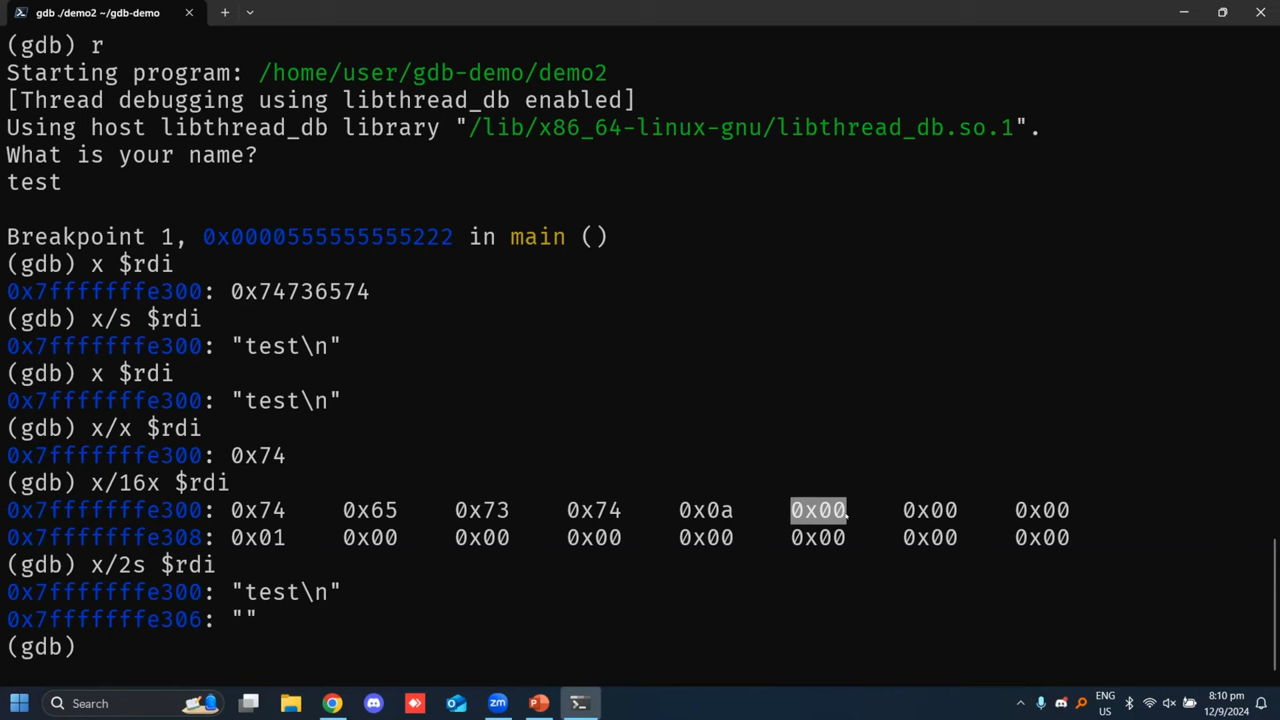 gdb ./demo2 ~/gdb-demo
(gdb) r
Starting program: /home/user/gdb-demo/demo2
[Thread debugging using libthread_db enabled]
Using host libthread_db library "/lib/x86_64-linux-gnu/libthread_db.so.1".
What is your name?
test
Breakpoint 1, 0x0000555555555222 in main ()
(gdb) x $rdi
0x7fffffffe300: 0x74736574
(gdb) x/s $rdi
0x7fffffffe300: "test\n"
(gdb) x $rdi
0x7fffffffe300: "test\n"
(gdb) x/x $rdi
0x7fffffffe300: 0x74
(gdb) x/16x $rdi
0x7fffffffe300: 0x74 0x65 0x73 0x74 0x0a 0x00 0x00 0x00
0x7fffffffe308: 0x01 0x00 0x00 0x00 0x00 0x00 0x00 0x00
(gdb) x/2s $rdi
0x7fffffffe300: "test\n"
0x7fffffffe306: ""
(gdb)
Search
zm
ENG
US
8:10 pm
12/9/2024